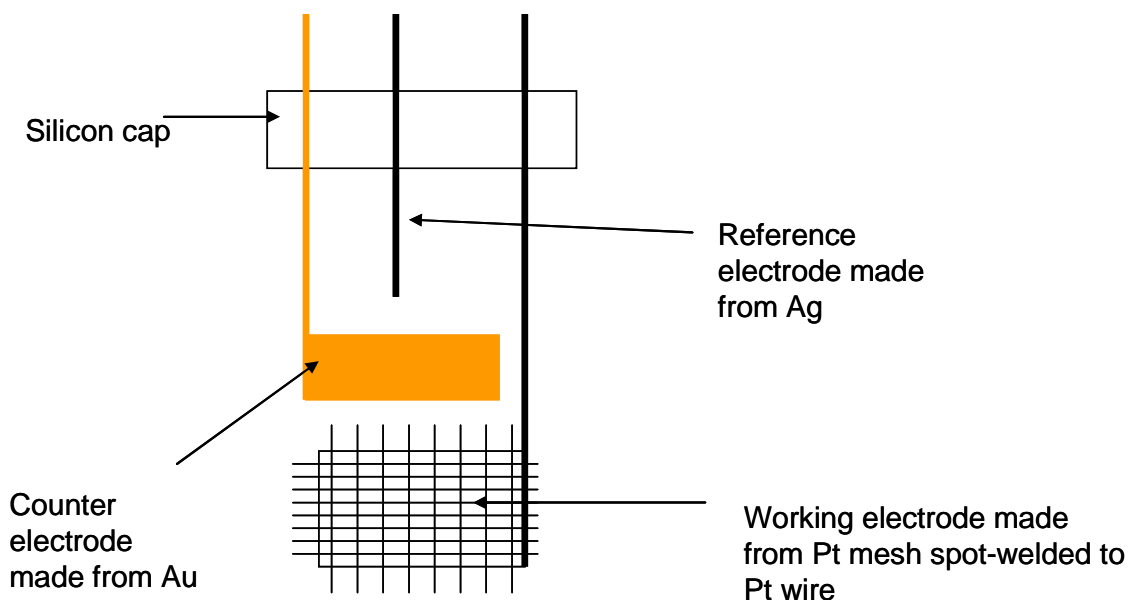 Silicon cap
Reference
electrode made
from Ag
Counter
electrode
made from Au
Working electrode made
from Pt mesh spot-welded to
Pt wire